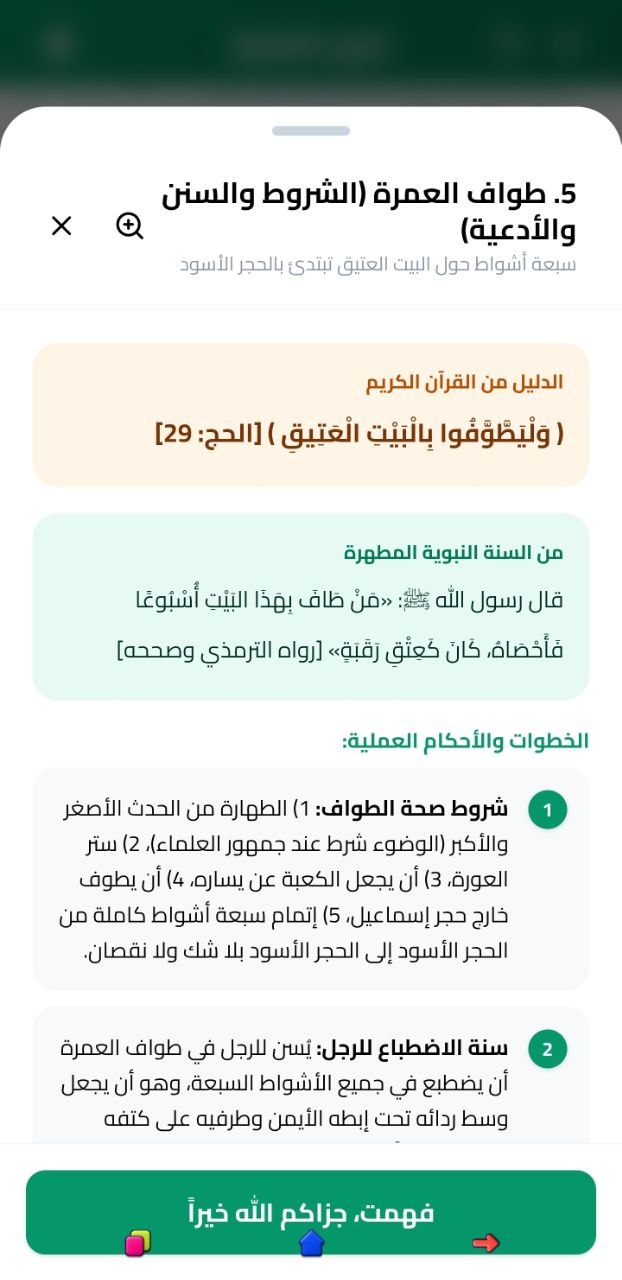 5. طواف العمرة (الشروط والسنن
والأدعية)
سبعة أشواط حول البيت العتيق تبتدئ بالحجر الأسود
الدليل من القرآن الكريم
( وَلْيَطَّوَّفُوا بِالْبَيْتِ الْعَتِيقِ ) [الحج: 29]
من السنة النبوية المطهرة
قال رسول الله ﷺ: «مَنْ طَافَ بِهَذَا البَيْتِ أُسْبُوعًا
فَأَحْصَاهُ، كَانَ كَعِتْقِ رَقَبَةٍ» [رواه الترمذي وصححه]
الخطوات والأحكام العملية:
1
شروط صحة الطواف: 1) الطهارة من الحدث الأصغر
والأكبر (الوضوء شرط عند جمهور العلماء)، 2) ستر
العورة، 3) أن يجعل الكعبة عن يساره، 4) أن يطوف
خارج حجر إسماعيل، 5) إتمام سبعة أشواط كاملة من
الحجر الأسود إلى الحجر الأسود بلا شك ولا نقصان.
2
سنة الاضطباع للرجل: يُسن للرجل في طواف العمرة
أن يضطبع في جميع الأشواط السبعة، وهو أن يجعل
وسط ردائه تحت إبطه الأيمن وطرفيه على كتفه
فهمت، جزاكم الله خيراً